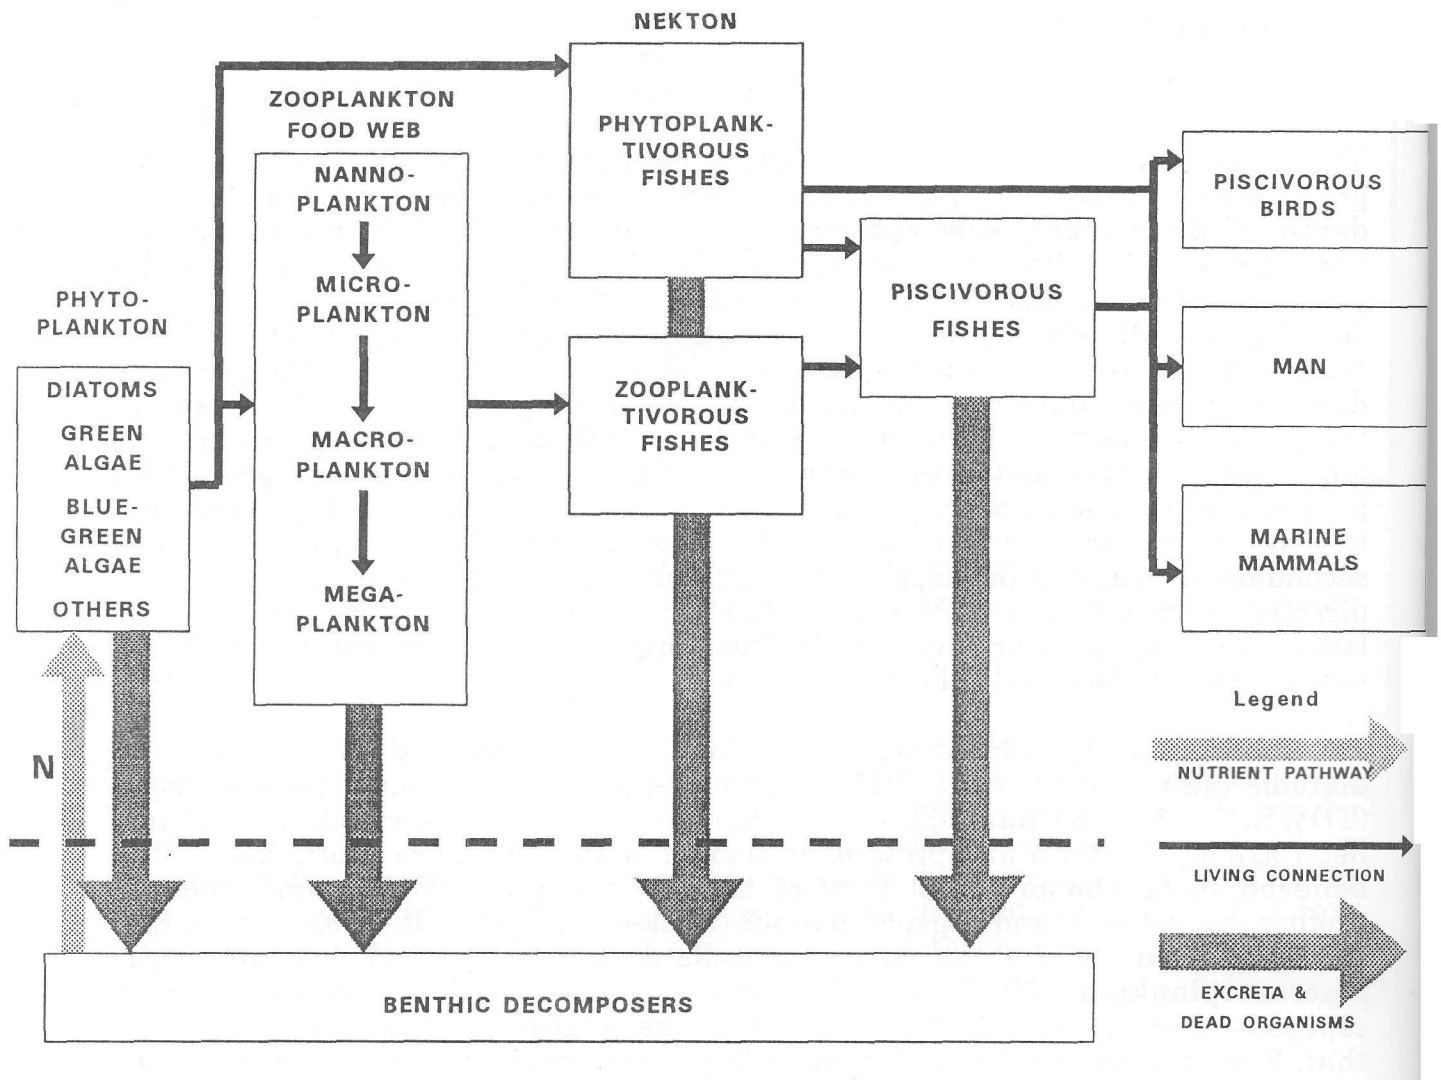 NEKTON
ZOOPLANKTON
FOOD WEB
PHYTOPLANK-
TIVOROUS
FISHES
NANNO-
PLANKTON
MICRO-
PLANKTON
MACRO-
PLANKTON
MEGA-
PLANKTON
PHYTO-
PLANKTON
DIATOMS
GREEN
ALGAE
BLUE-
GREEN
ALGAE
OTHERS
ZOOPLANK-
TIVOROUS
FISHES
PISCIVOROUS
FISHES
PISCIVOROUS
BIRDS
MAN
MARINE
MAMMALS
N
BENTHIC DECOMPOSERS
Legend
NUTRIENT PATHWAY
LIVING CONNECTION
EXCRETA &
DEAD ORGANISMS